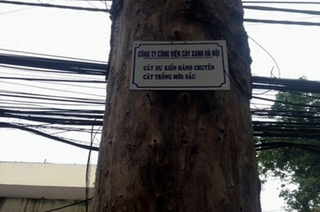 CÔNG TY CÔNG VIÊN CÂY XANH HÀ NỘI
CÂY DỰ KIẾN ĐÁNH CHUYỂN
CÂY TRỒNG MỚI: SẤU